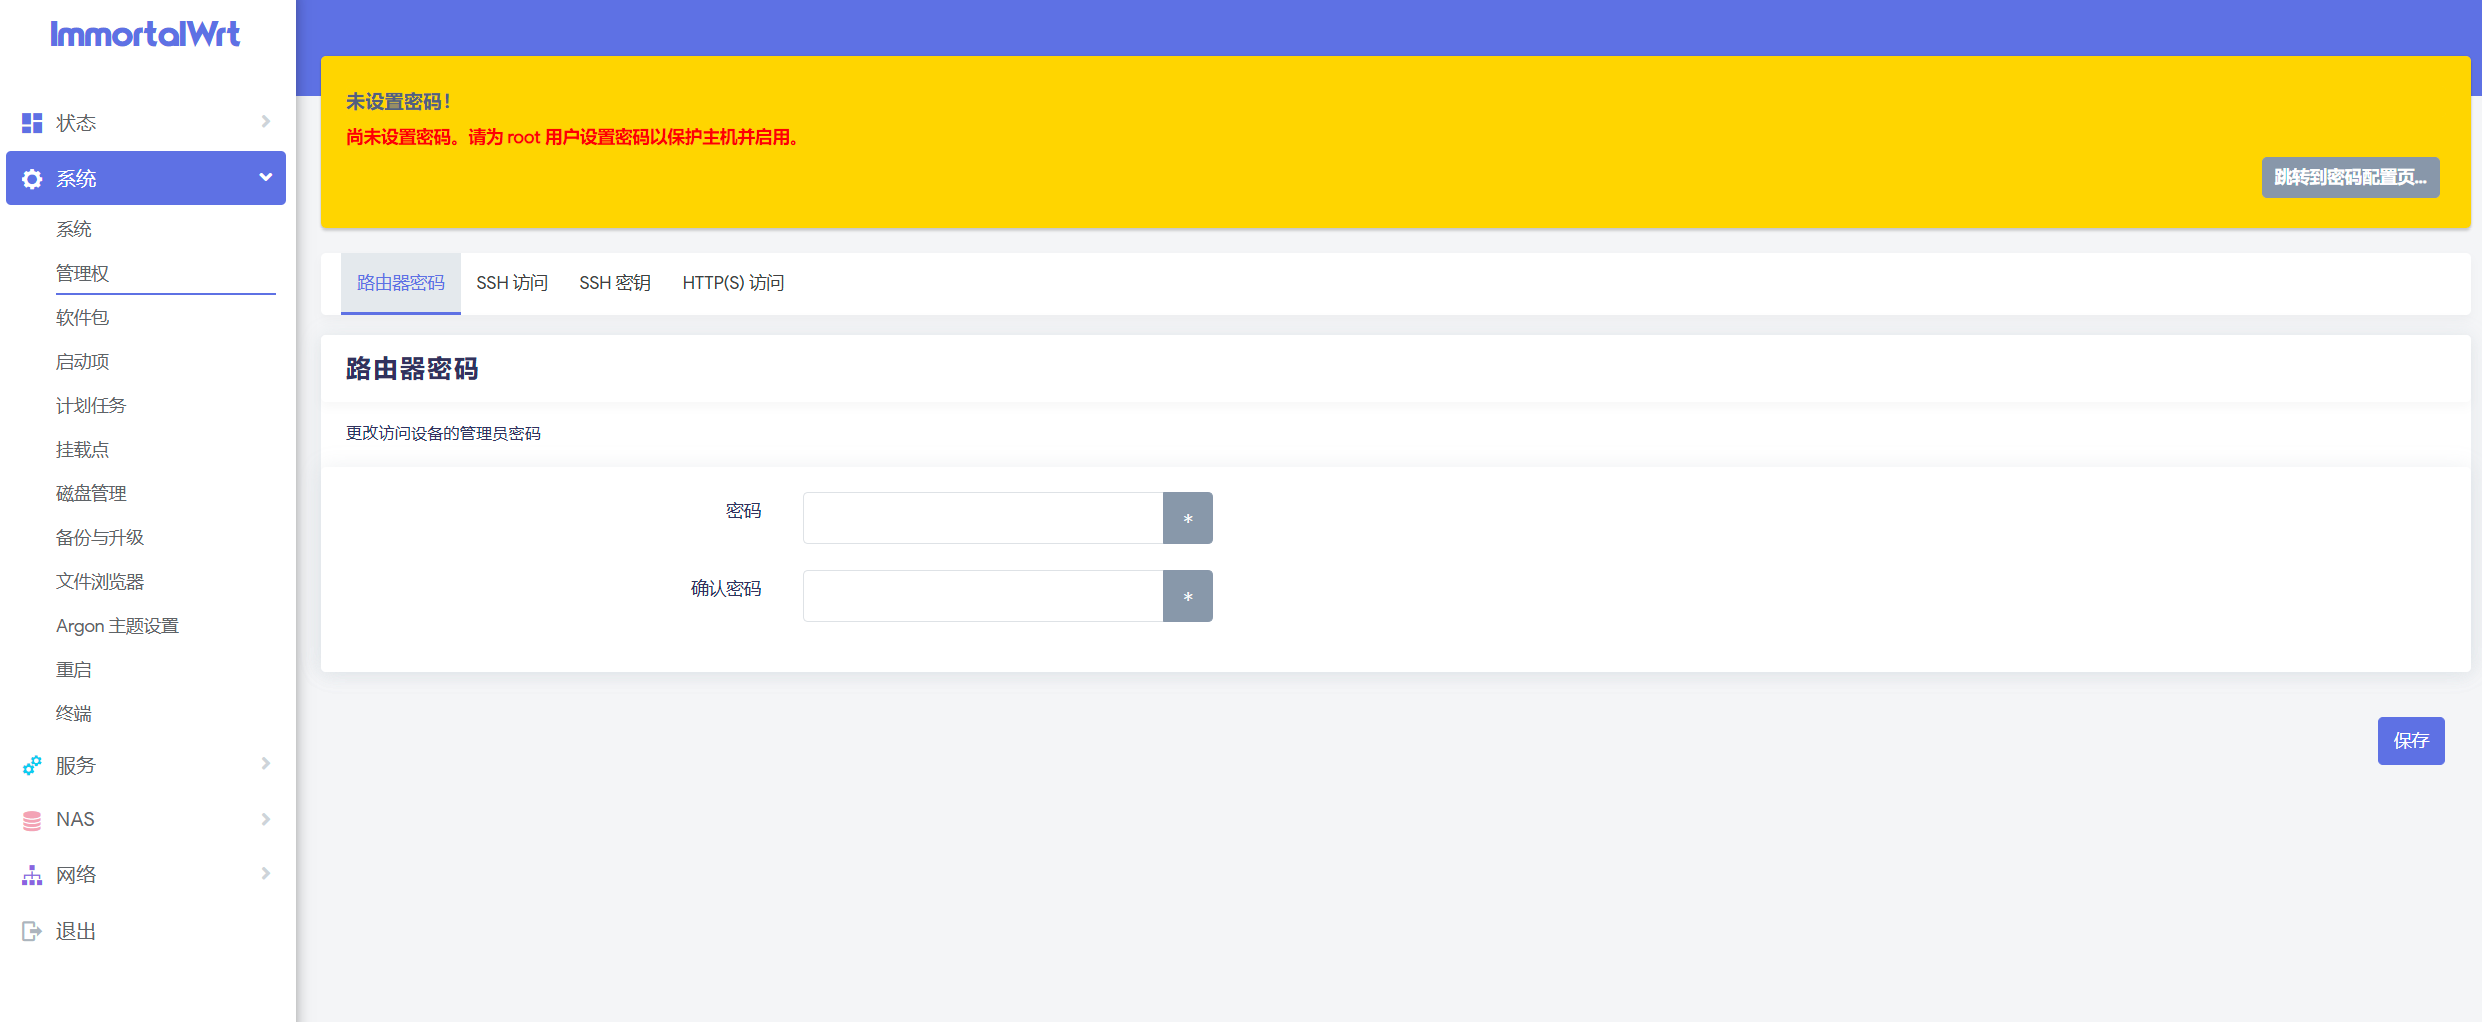 ImmortalWrt
状态
系统
系统
管理权
软件包
启动项
计划任务
挂载点
磁盘管理
备份与升级
文件浏览器
Argon 主题设置
重启
终端
服务
NAS
网络
退出
未设置密码！
尚未设置密码。请为 root 用户设置密码以保护主机并启用。
跳转到密码配置页...
路由器密码 SSH 访问 SSH 密钥 HTTP(S) 访问
路由器密码
更改访问设备的管理员密码
密码 *
确认密码 *
保存